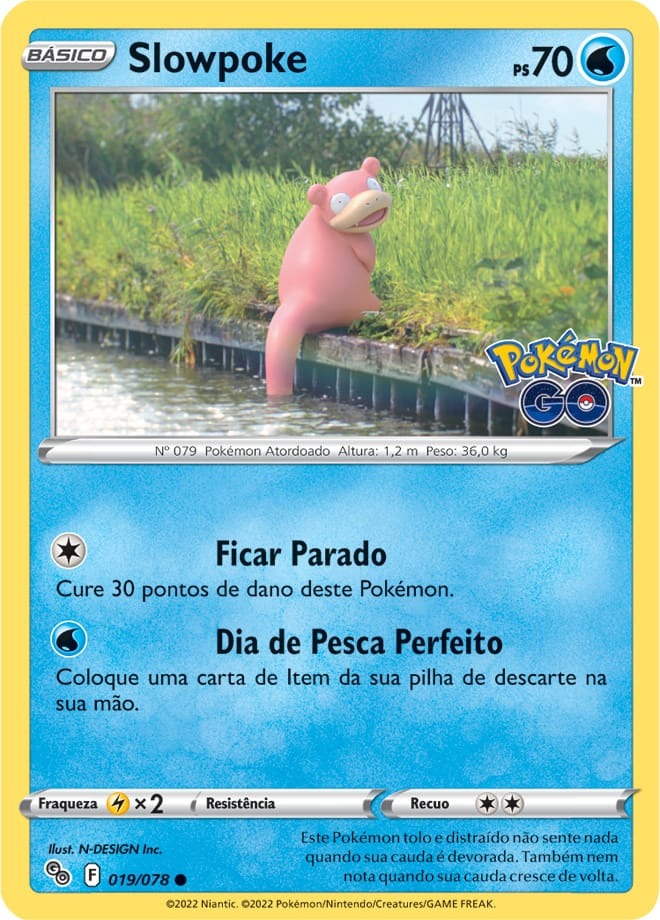 BÁSICO Slowpoke PS70
POKÉMON GO™
Nº 079 Pokémon Atordoado Altura: 1,2 m Peso: 36,0 kg
Ficar Parado
Cure 30 pontos de dano deste Pokémon.
Dia de Pesca Perfeito
Coloque uma carta de Item da sua pilha de descarte na
sua mão.
Fraqueza ×2 Resistência Recuo
Ilust. N-DESIGN Inc.
Este Pokémon tolo e distraído não sente nada
quando sua cauda é devorada. Também nem
nota quando sua cauda cresce de volta.
GO F 019/078
©2022 Niantic. ©2022 Pokémon/Nintendo/Creatures/GAME FREAK.